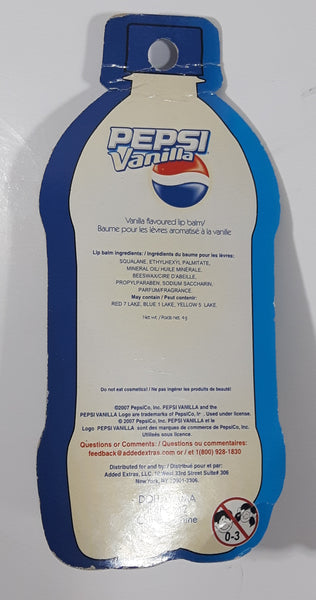 PEPSI
Vanilla
Vanilla flavoured lip balm/
Baume pour les lèvres aromatisé à la vanille
Lip balm ingredients: / Ingrédients du baume pour les lèvres:
SQUALANE, ETHYLHEXYL PALMITATE,
MINERAL OIL/ HUILE MINÉRALE,
BEESWAX/CIRE D'ABEILLE,
PROPYLPARABEN, SODIUM SACCHARIN,
PARFUM/FRAGRANCE.
May contain / Peut contenir:
RED 7 LAKE, BLUE 1 LAKE, YELLOW 5 LAKE.
Net wt. / Poids net. 4g
Do not eat cosmetics! / Ne pas ingérer les produits de beauté!
©2007 PepsiCo, Inc. PEPSI VANILLA and the
PEPSI VANILLA Logo are trademarks of PepsiCo, Used under license.
© 2007 PepsiCo, Inc. PEPSI VANILLA et le
Logo PEPSI VANILLA sont des marques de commerce de PepsiCo, Inc.
Utilisés sous licence.
Questions or Comments: / Questions ou commentaires:
feedback@addedextras.com / or et 1(800) 928-1830
Distributed for and by: / Distribué pour et par:
Added Extras, LLC. West 33rd Street Suite# 306
New York, NY.
0-3